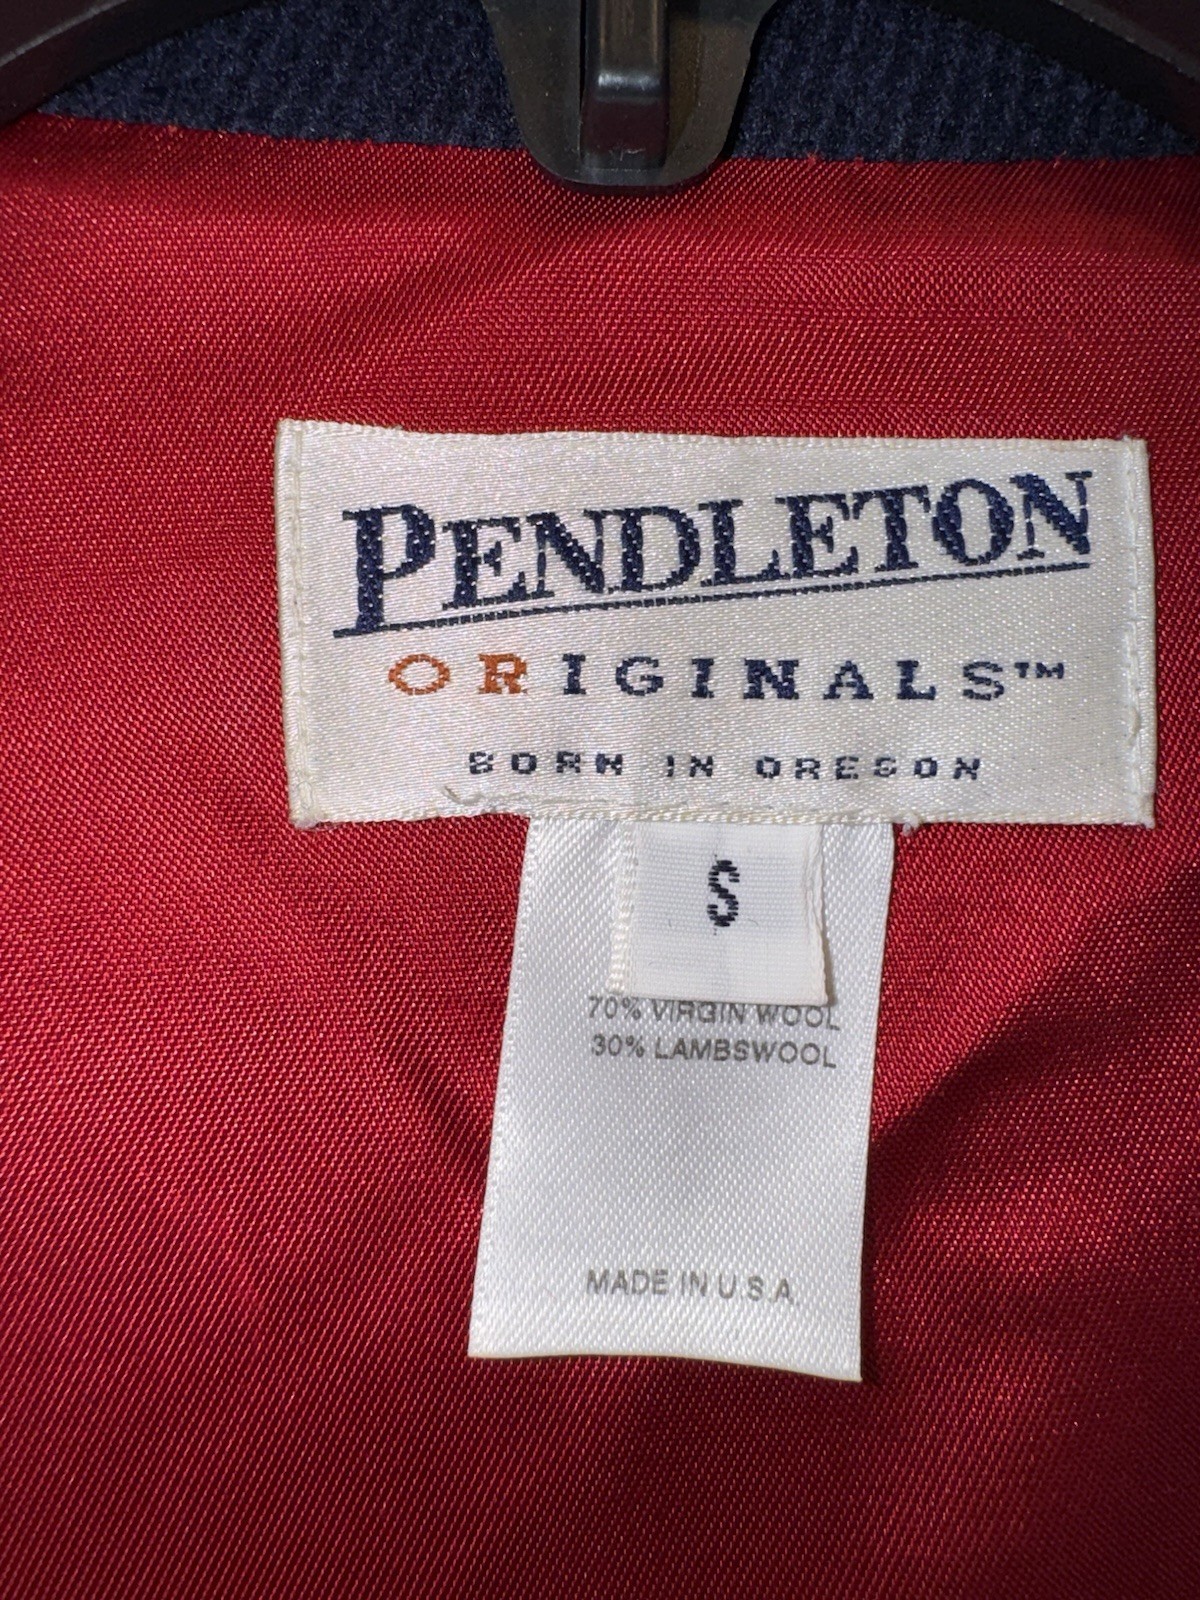 PENDLETON
ORIGINALS™
BORN IN OREGON
S
70% VIRGIN WOOL
30% LAMBSWOOL
MADE IN U S A.